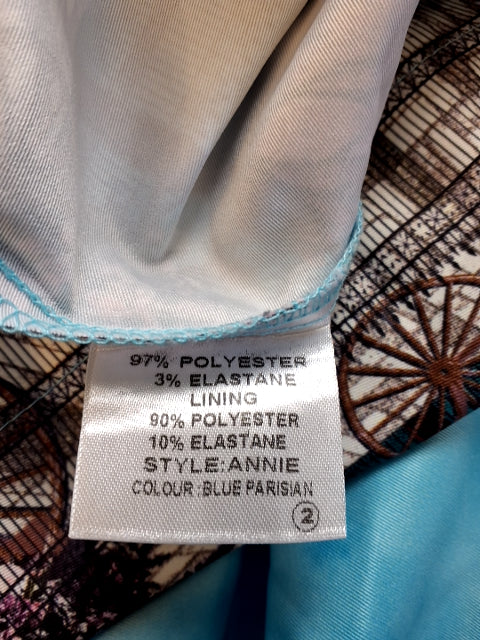 97% POLYESTER
3% ELASTANE
LINING
90% POLYESTER
10% ELASTANE
STYLE:ANNIE
COLOUR:BLUE PARISIAN
2